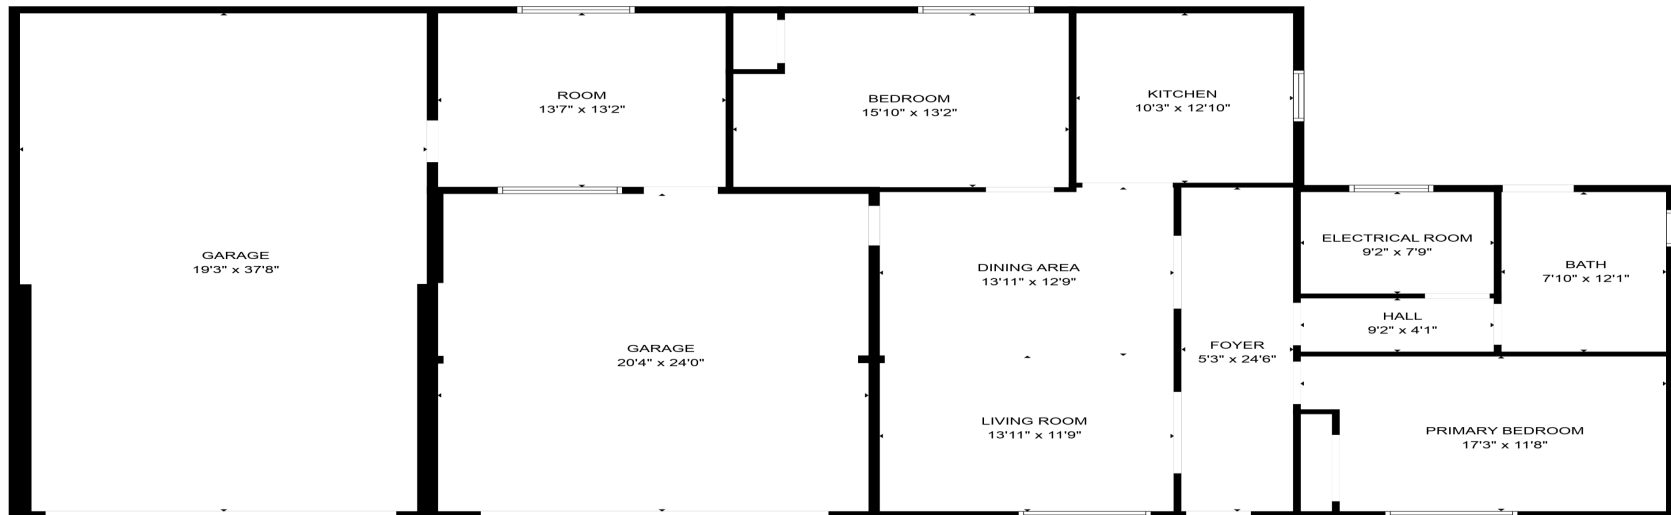 ROOM
13'7" x 13'2"
BEDROOM
15'10" x 13'2"
KITCHEN
10'3" x 12'10"
GARAGE
19'3" x 37'8"
GARAGE
20'4" x 24'0"
DINING AREA
13'11" x 12'9"
LIVING ROOM
13'11" x 11'9"
FOYER
5'3" x 24'6"
ELECTRICAL ROOM
9'2" x 7'9"
BATH
7'10" x 12'1"
HALL
9'2" x 4'1"
PRIMARY BEDROOM
17'3" x 11'8"